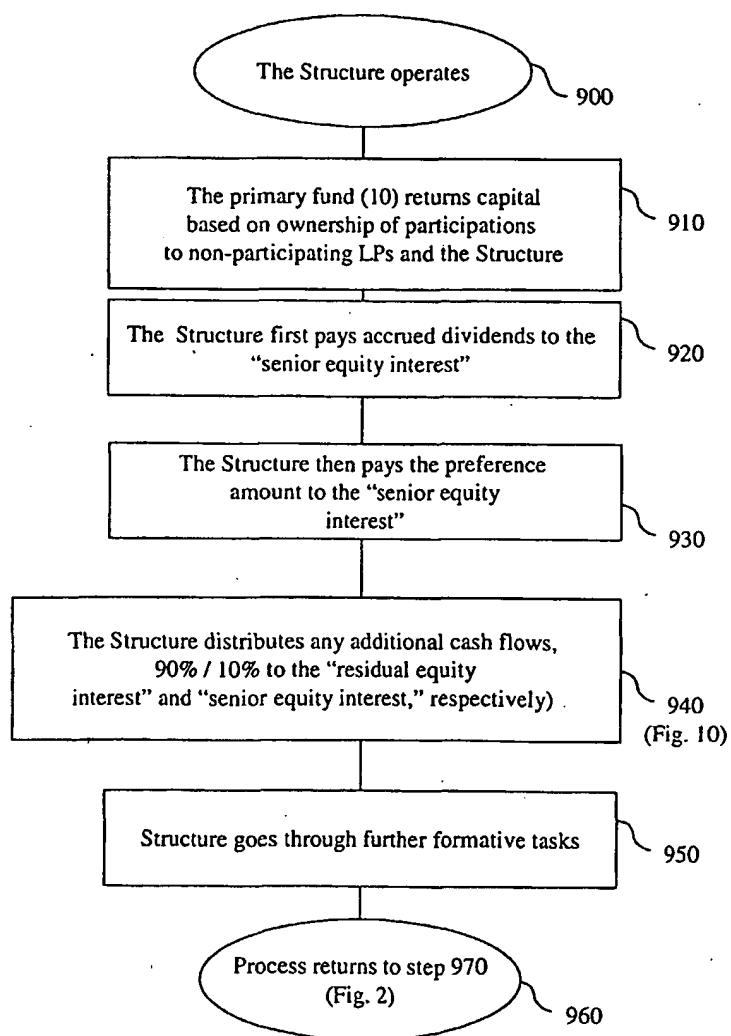 The Structure operates
900
The primary fund (10) returns capital
based on ownership of participations
to non-participating LPs and the Structure
910
The Structure first pays accrued dividends to the
“senior equity interest”
920
The Structure then pays the preference
amount to the “senior equity
interest”
930
The Structure distributes any additional cash flows,
90% / 10% to the “residual equity
interest” and “senior equity interest,” respectively)
940
(Fig. 10)
Structure goes through further formative tasks
950
Process returns to step 970
(Fig. 2)
960